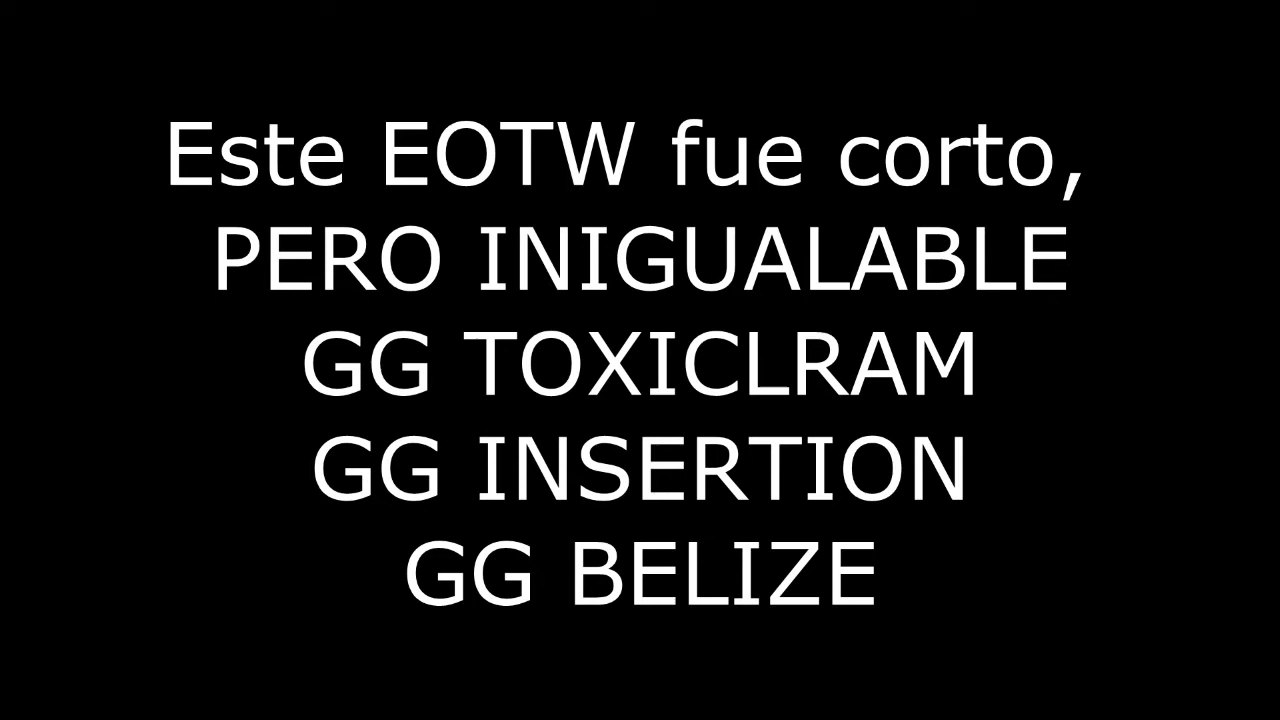 Este EOTW fue corto,
PERO INIGUALABLE
GG TOXICLRAM
GG INSERTION
GG BELIZE